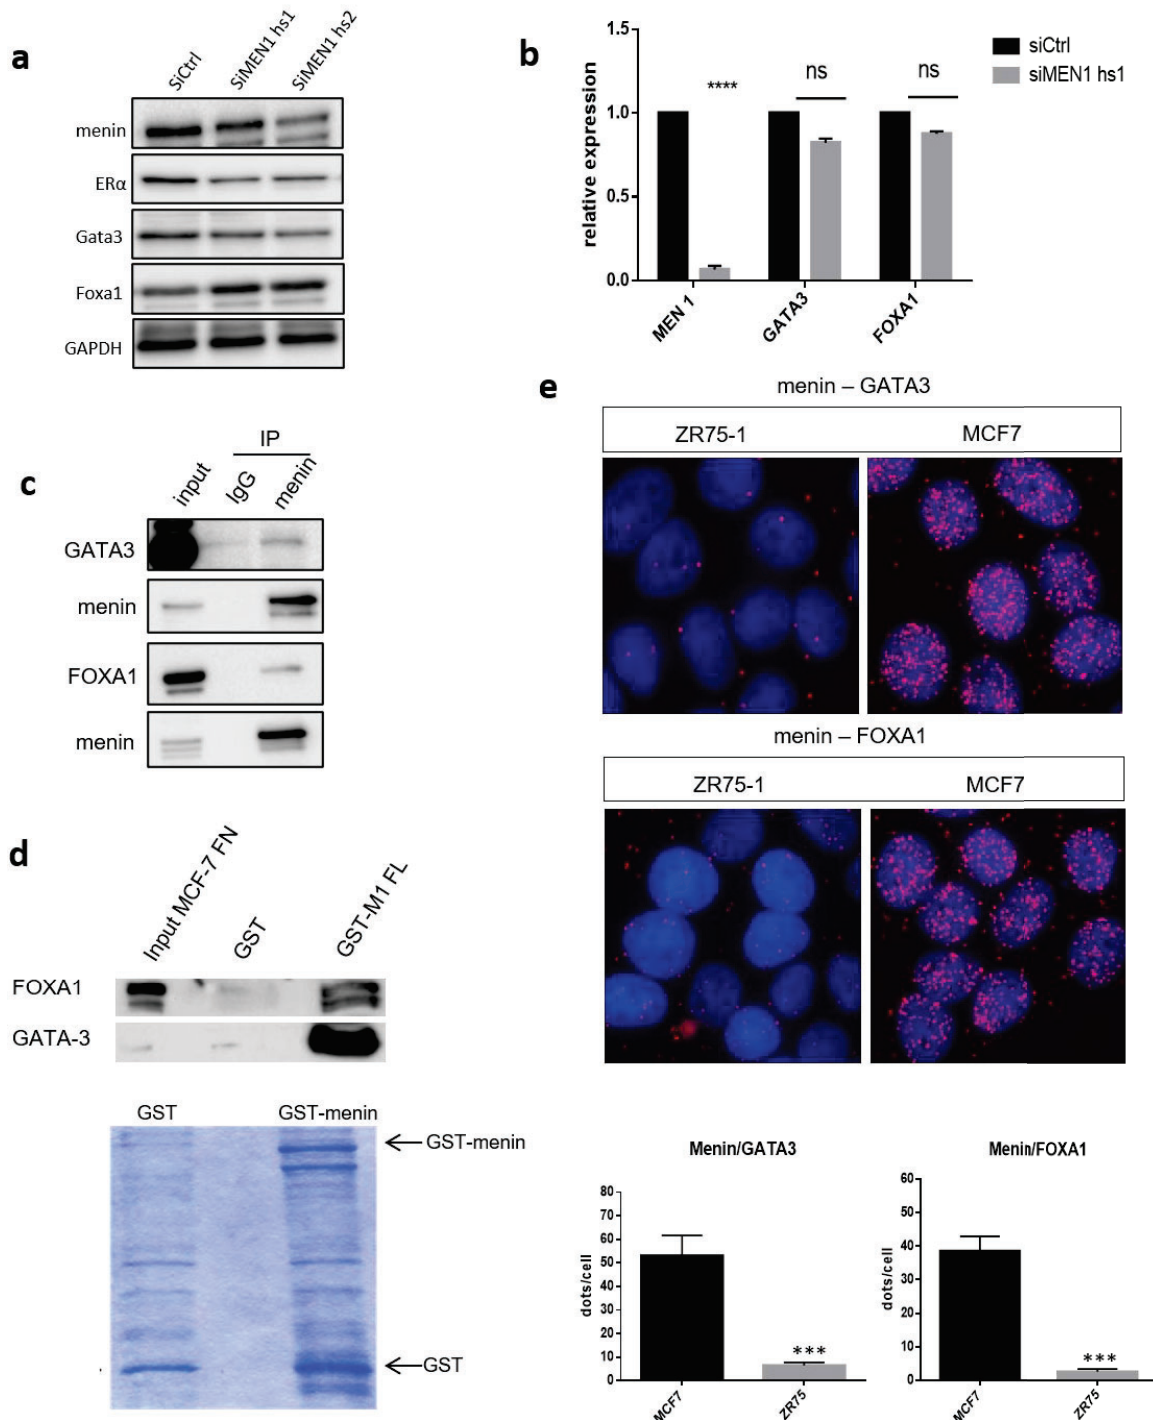 a
SiCtrl
SiMEN1 hs1
SiMEN1 hs2
menin
ERα
Gata3
Foxa1
GAPDH
b
1.5
1.0
0.5
0.0
relative expression
****
ns
ns
siCtrl
siMEN1 hs1
MEN 1
GATA3
FOXA1
c
IP
input
IgG
menin
GATA3
menin
FOXA1
menin
d
Input MCF-7 FN
GST
GST-M1 FL
FOXA1
GATA-3
GST
GST-menin
GST-menin
GST
e
menin – GATA3
ZR75-1
MCF7
menin – FOXA1
ZR75-1
MCF7
Menin/GATA3
80
70
60
50
40
30
20
10
0
dots/cell
***
MCF7
ZR75
Menin/FOXA1
60
50
40
30
20
10
0
dots/cell
***
MCF7
ZR75